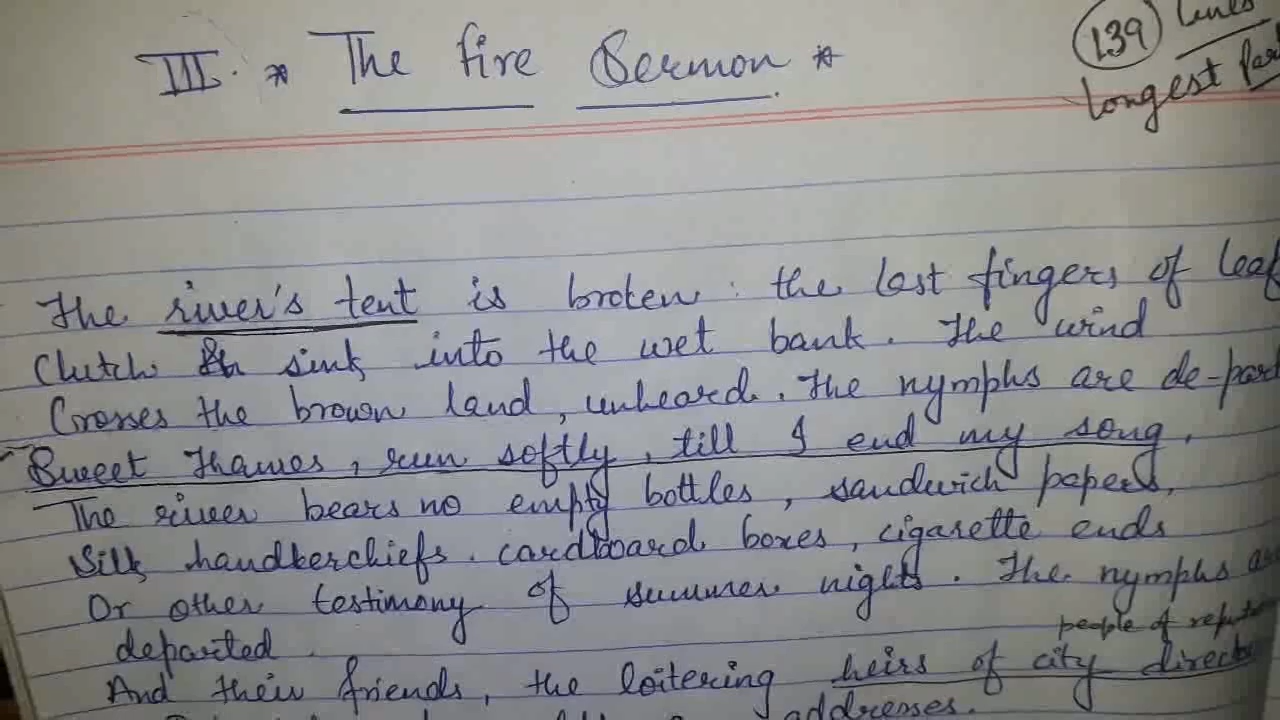 III. * The fire Sermon *
139 lines
longest
The river's tent is broken: the last fingers of leaf
Clutch & sink into the wet bank. The wind
Crosses the brown land, unheard. The nymphs are de-part
Sweet Thames, run softly, till I end my song.
The river bears no empty bottles, sandwich papers,
Silk handkerchiefs. cardboard boxes, cigarette ends
Or other testimony of summer nights. The nymphs
departed.
people of
And their friends, the loitering heirs of city
addresses.